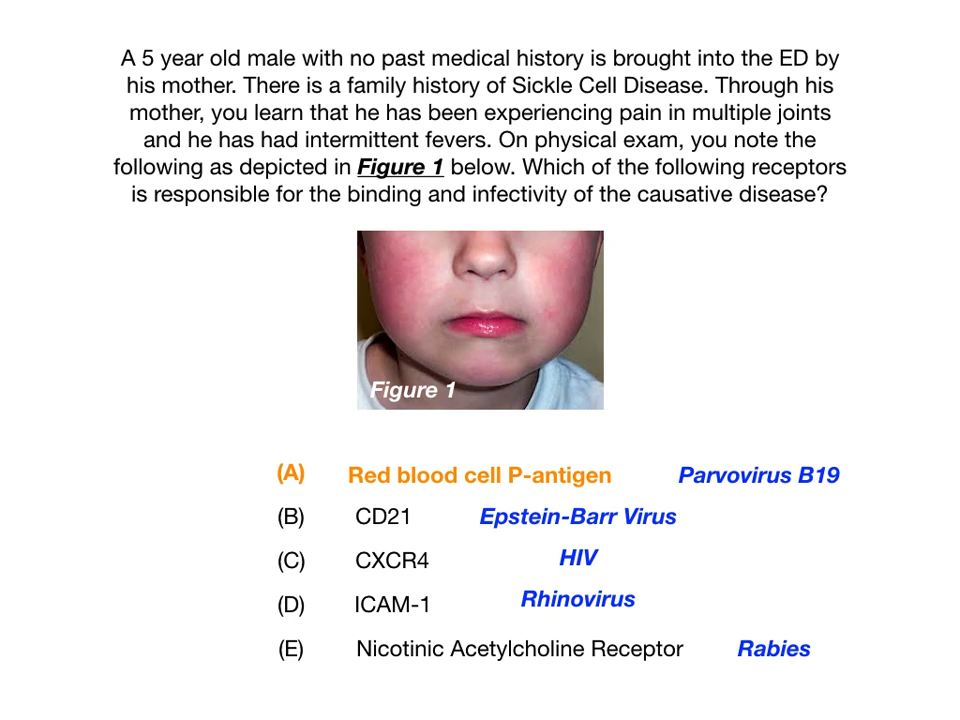 A 5 year old male with no past medical history is brought into the ED by
his mother. There is a family history of Sickle Cell Disease. Through his
mother, you learn that he has been experiencing pain in multiple joints
and he has had intermittent fevers. On physical exam, you note the
following as depicted in Figure 1 below. Which of the following receptors
is responsible for the binding and infectivity of the causative disease?
Figure 1
(A) Red blood cell P-antigen Parvovirus B19
(B) CD21 Epstein-Barr Virus
(C) CXCR4 HIV
(D) ICAM-1 Rhinovirus
(E) Nicotinic Acetylcholine Receptor Rabies